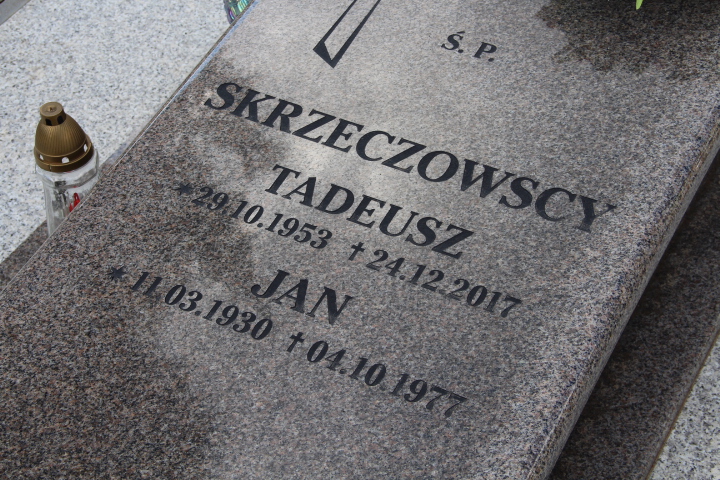 Ś. P.
SKRZECZOWSCY
TADEUSZ
*29.10.1953 ✝24.12.2017
JAN
*11.03.1930 ✝04.10.1977